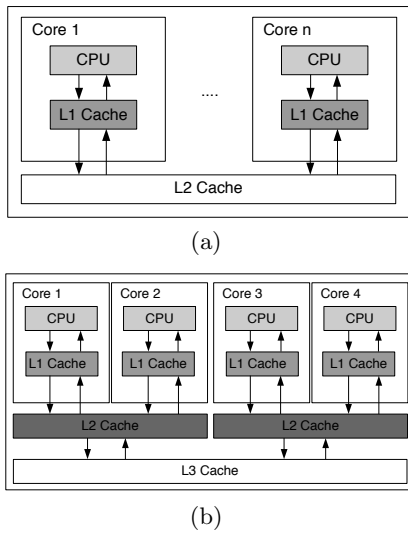 Core 1
Core n
CPU
CPU
....
L1 Cache
L1 Cache
L2 Cache
(a)
Core 1
Core 2
Core 3
Core 4
CPU
CPU
CPU
CPU
L1 Cache
L1 Cache
L1 Cache
L1 Cache
L2 Cache
L2 Cache
L3 Cache
(b)